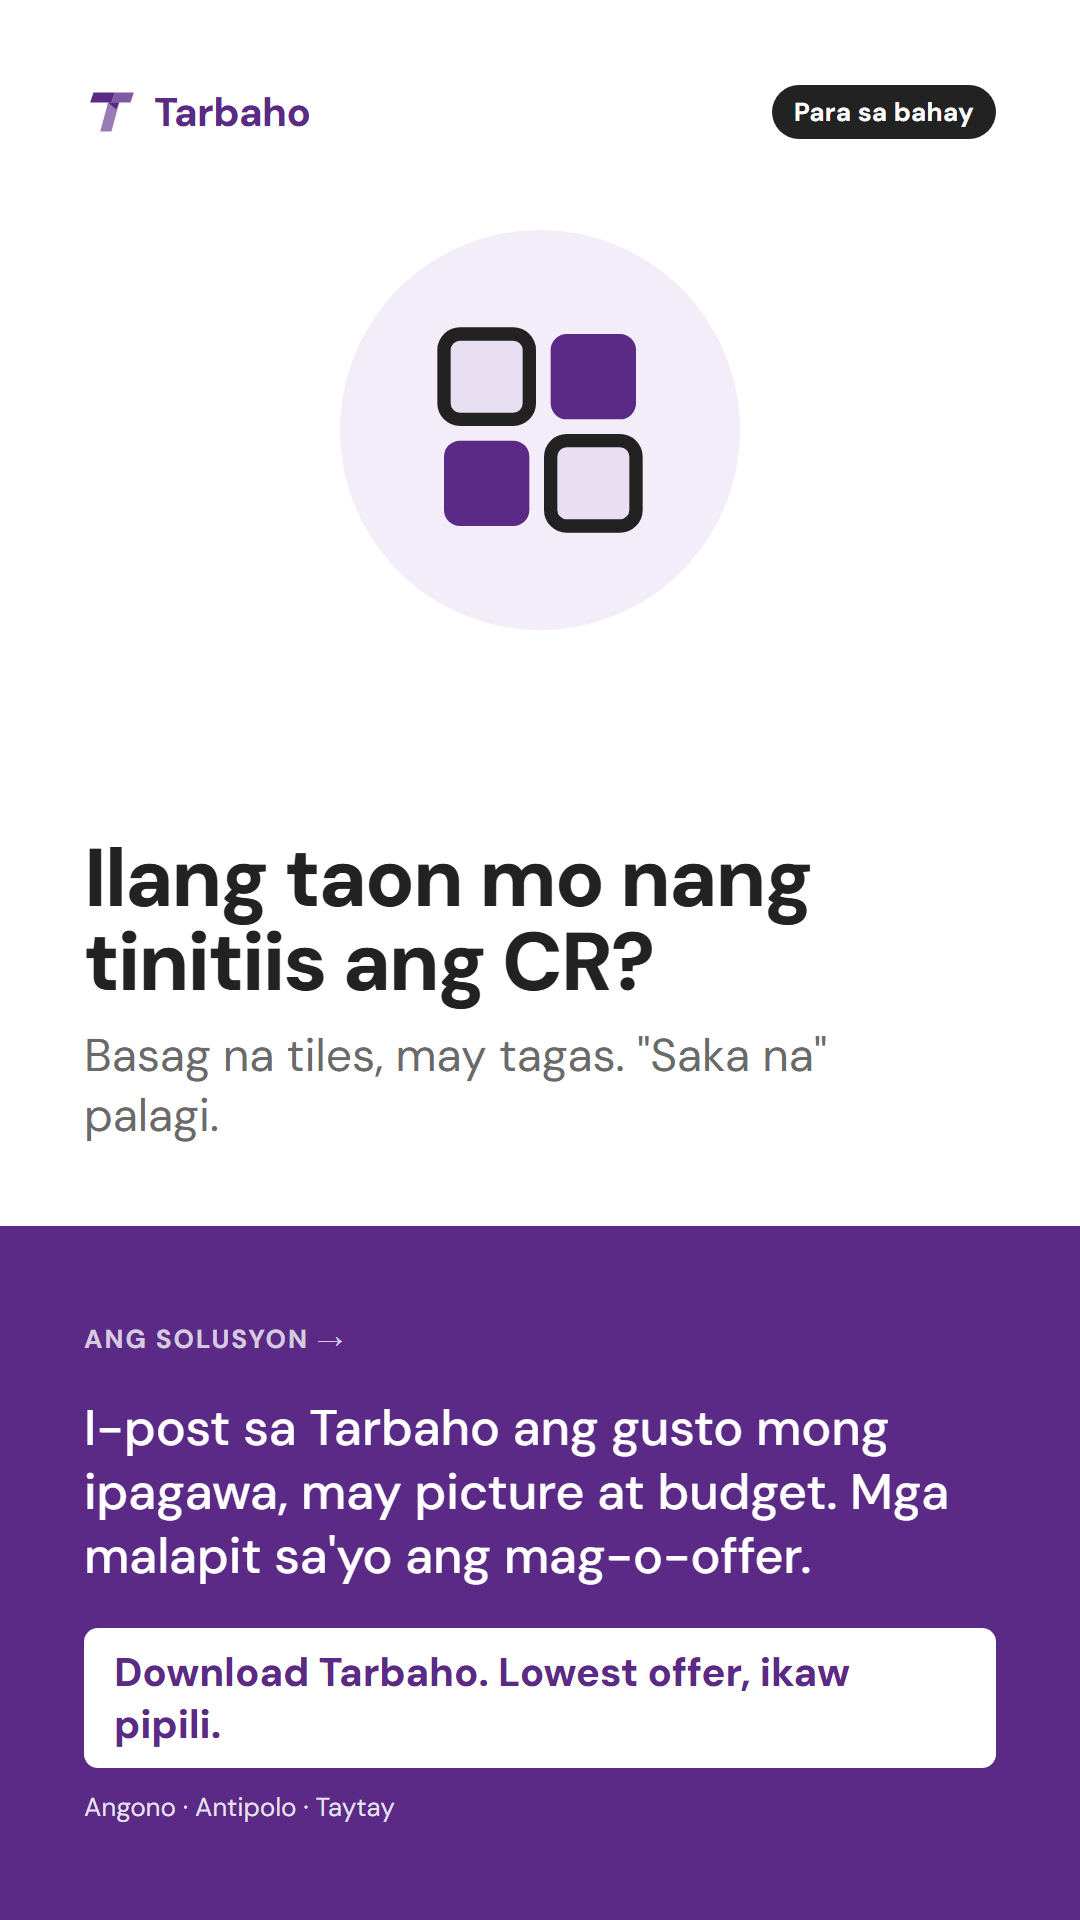 Tarbaho
Para sa bahay
Ilang taon mo nang
tinitiis ang CR?
Basag na tiles, may tagas. "Saka na"
palagi.
ANG SOLUSYON →
I-post sa Tarbaho ang gusto mong
ipagawa, may picture at budget. Mga
malapit sa'yo ang mag-o-offer.
Download Tarbaho. Lowest offer, ikaw
pipili.
Angono · Antipolo · Taytay